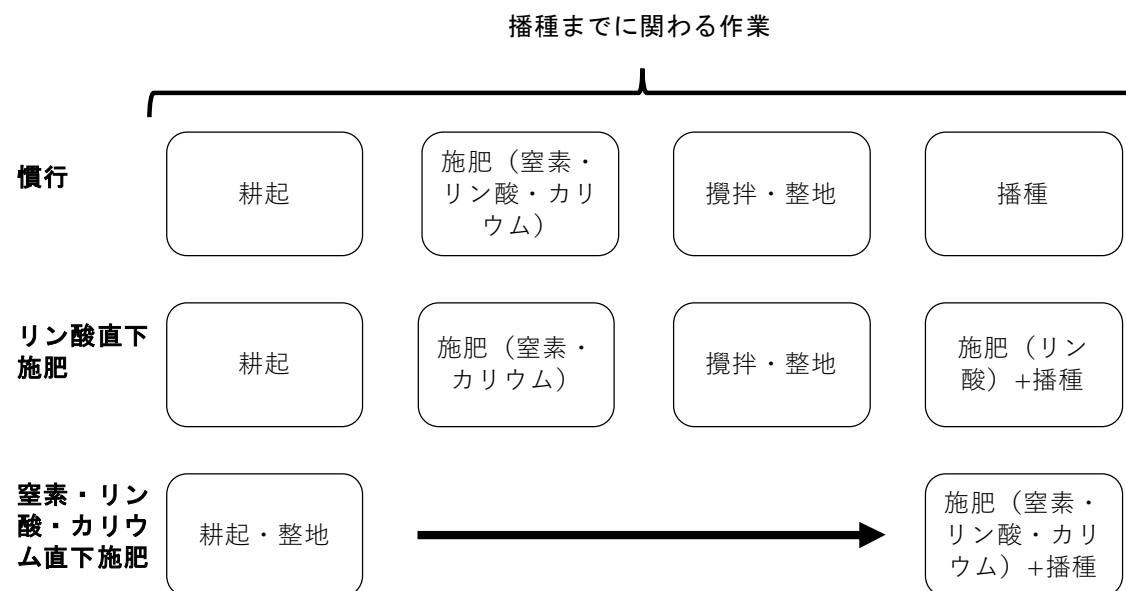 播種までに関わる作業
慣行
耕起
施肥（窒素・
リン酸・カリ
ウム）
攪拌・整地
播種
リン酸直下
施肥
耕起
施肥（窒素・
カリウム）
攪拌・整地
施肥（リン
酸）+播種
窒素・リン
酸・カリウ
ム直下施肥
耕起・整地
施肥（窒素・
リン酸・カリ
ウム）+播種